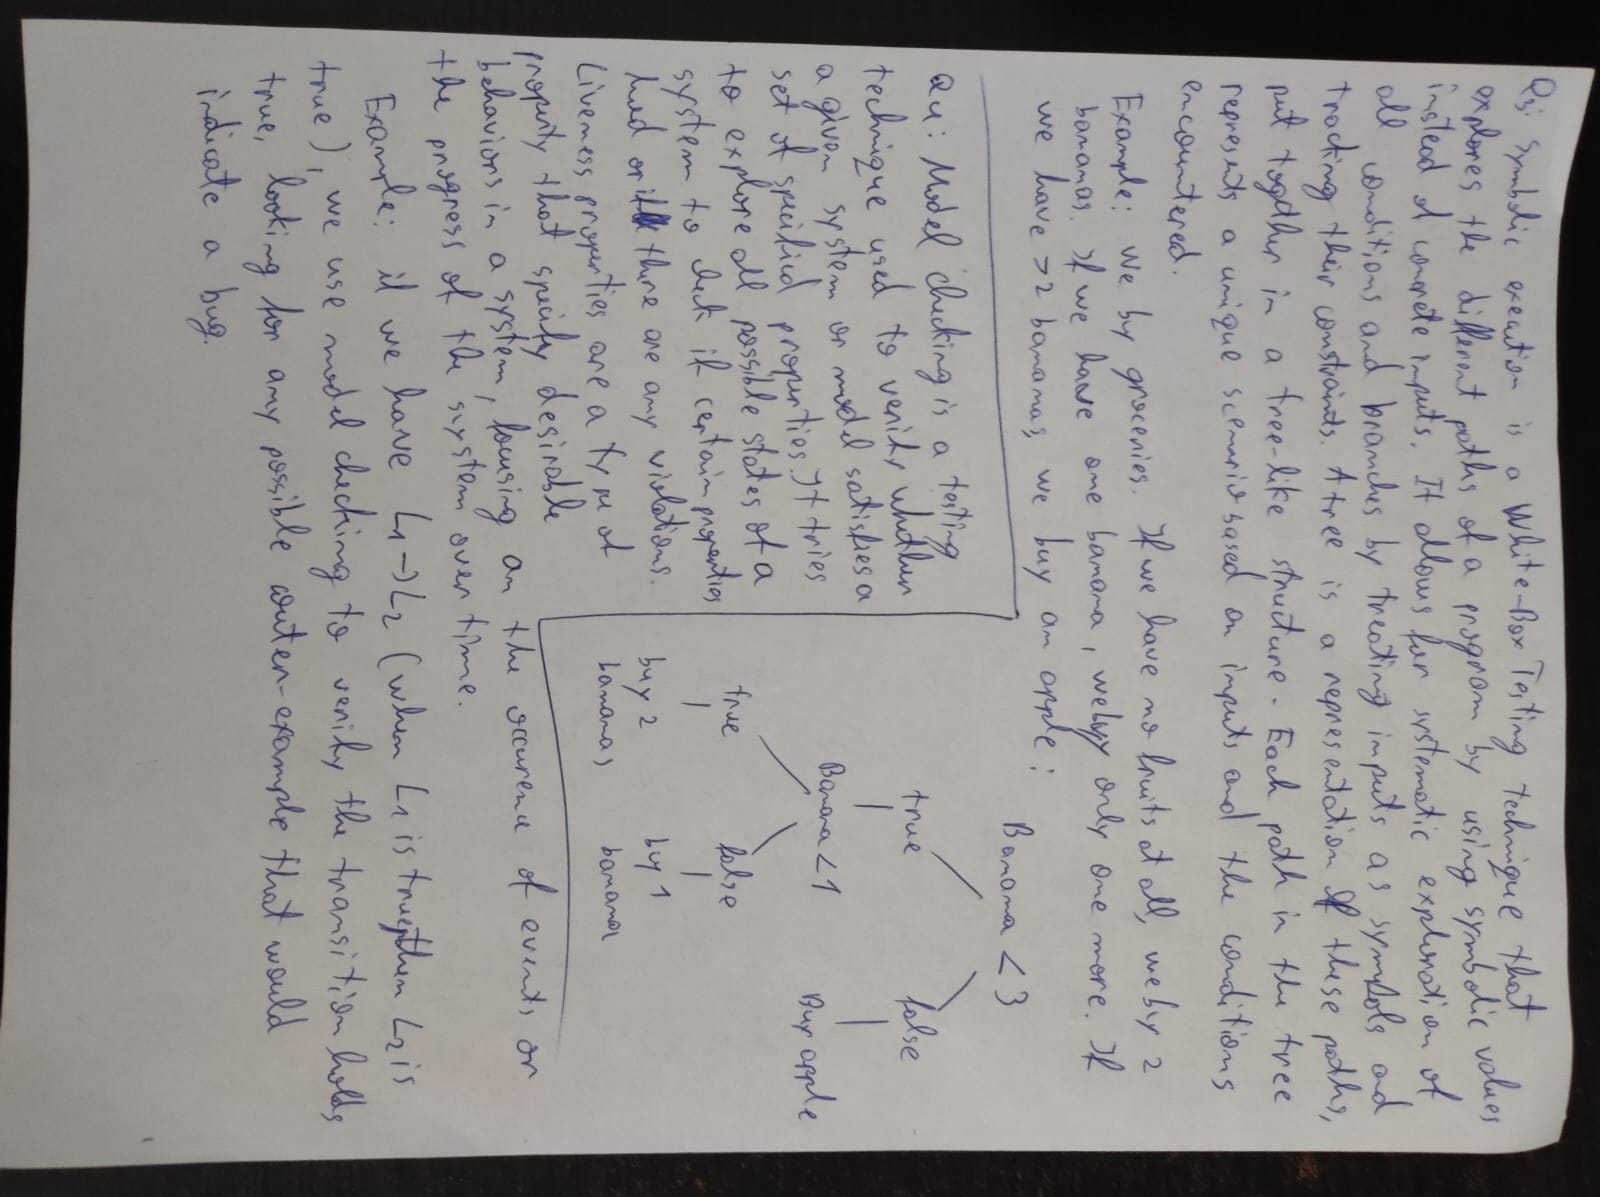 Q3: Symbolic execution is a White-Box Testing technique that
explores the different paths of a program by using symbolic values
instead of concrete inputs. It allows for systematic exploration of
all conditions and branches by treating inputs as symbols and
tracking their constraints. A tree is a representation of these paths,
put together in a tree-like structure. Each path in the tree
represents a unique scenario based on inputs and the conditions
encountered.
Example: We buy groceries. If we have no fruits at all, we buy 2
bananas. If we have one banana, we buy only one more. If
we have >2 bananas, we buy an apple:
Banana < 3
true false
Banana < 1 Buy apple
true false
buy 2 buy 1
bananas banana
Q4: Model checking is a testing
technique used to verify whether
a given system or model satisfies a
set of specified properties. It tries
to explore all possible states of a
system to check if certain properties
hold or if there are any violations.
Liveness properties are a type of
property that specify desirable
behaviors in a system, focusing on the occurence of events or
the progress of the system over time.
Example: if we have L1 -> L2 (when L1 is true, then L2 is
true), we use model checking to verify the transition holds
true, looking for any possible couter-example that would
indicate a bug.